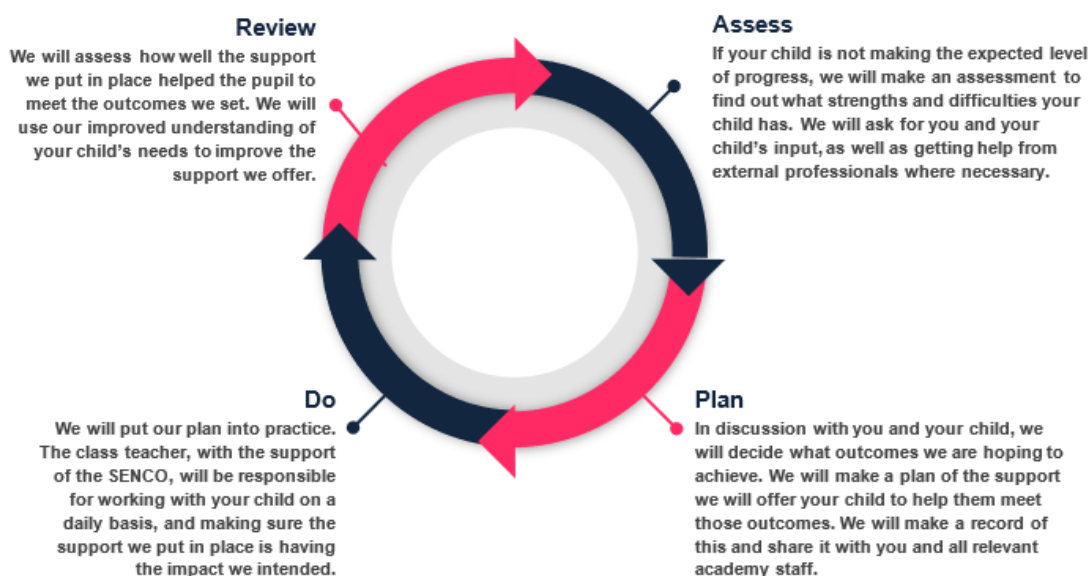 Review
We will assess how well the support
we put in place helped the pupil to
meet the outcomes we set. We will
use our improved understanding of
your child's needs to improve the
support we offer.
Assess
If your child is not making the expected level
of progress, we will make an assessment to
find out what strengths and difficulties your
child has. We will ask for you and your
child's input, as well as getting help from
external professionals where necessary.
Do
We will put our plan into practice.
The class teacher, with the support
of the SENCO, will be responsible
for working with your child on a
daily basis, and making sure the
support we put in place is having
the impact we intended.
Plan
In discussion with you and your child, we
will decide what outcomes we are hoping to
achieve. We will make a plan of the support
we will offer your child to help them meet
those outcomes. We will make a record of
this and share it with you and all relevant
academy staff.